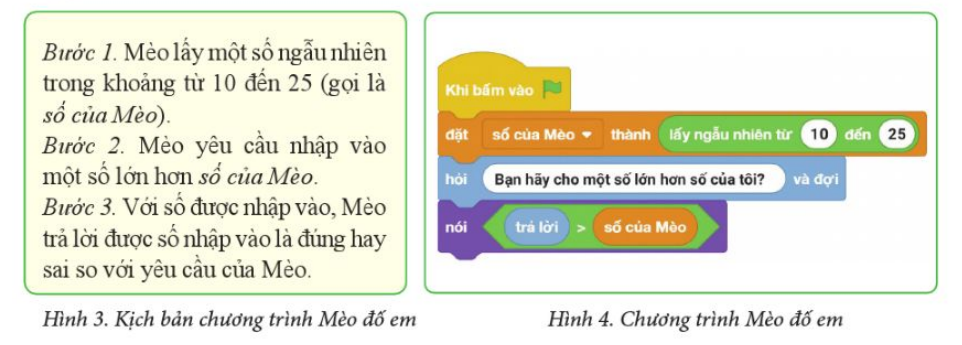 Bước 1. Mèo lấy một số ngẫu nhiên
trong khoảng từ 10 đến 25 (gọi là
số của Mèo).
Bước 2. Mèo yêu cầu nhập vào
một số lớn hơn số của Mèo.
Bước 3. Với số được nhập vào, Mèo
trả lời được số nhập vào là đúng hay
sai so với yêu cầu của Mèo.
Hình 3. Kịch bản chương trình Mèo đố em
Khi bấm vào
đặt số của Mèo thành lấy ngẫu nhiên từ 10 đến 25
hỏi Bạn hãy cho một số lớn hơn số của tôi? và đợi
nói trả lời > số của Mèo
Hình 4. Chương trình Mèo đố em